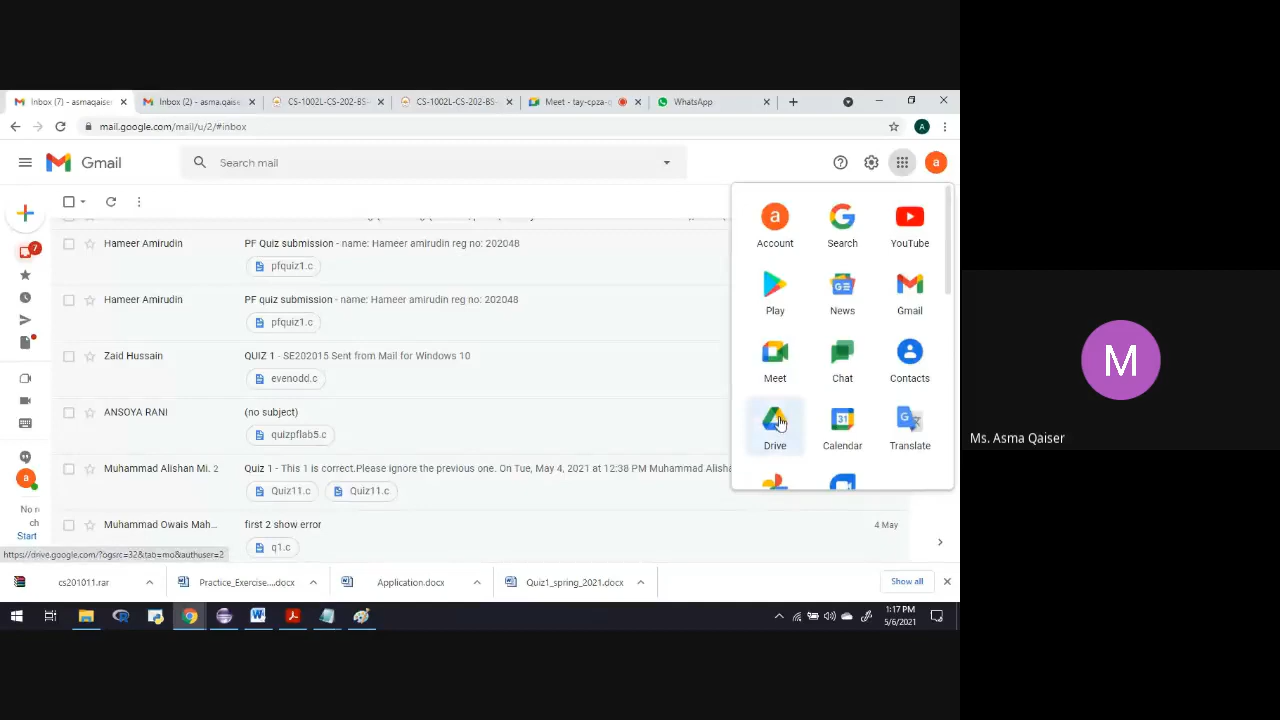 Inbox (7) - asmaqaiser
Inbox (2) - asma.qaise
CS-1002L-CS-202-BS-
CS-1002L-CS-202-BS-
Meet - tay-cpza-q
WhatsApp
A
mail.google.com/mail/u/2/#inbox
Gmail
Search mail
a
7
a
Account
Search
YouTube
Play
News
Gmail
Meet
Chat
Contacts
31
Drive
Calendar
Translate
Hameer Amirudin
PF Quiz submission - name: Hameer amirudin reg no: 202048
pfquiz1.c
Hameer Amirudin
PF quiz submission - name: Hameer amirudin reg no: 202048
pfquiz1.c
Zaid Hussain
QUIZ 1 - SE202015 Sent from Mail for Windows 10
evenodd.c
ANSOYA RANI
(no subject)
quizpflab5.c
Muhammad Alishan Mi. 2
Quiz 1 - This 1 is correct.Please ignore the previous one. On Tue, May 4, 2021 at 12:38 PM Muhammad Alisha
Quiz11.c
Quiz11.c
Muhammad Owais Mah...
first 2 show error
4 May
q1.c
a
No r
ch
Start
https://drive.google.com/?ogsrc=32&tab=mo&authuser=2
cs201011.rar
Practice_Exercise....docx
Application.docx
Quiz1_spring_2021.docx
Show all
1:17 PM
5/6/2021
M
Ms. Asma Qaiser